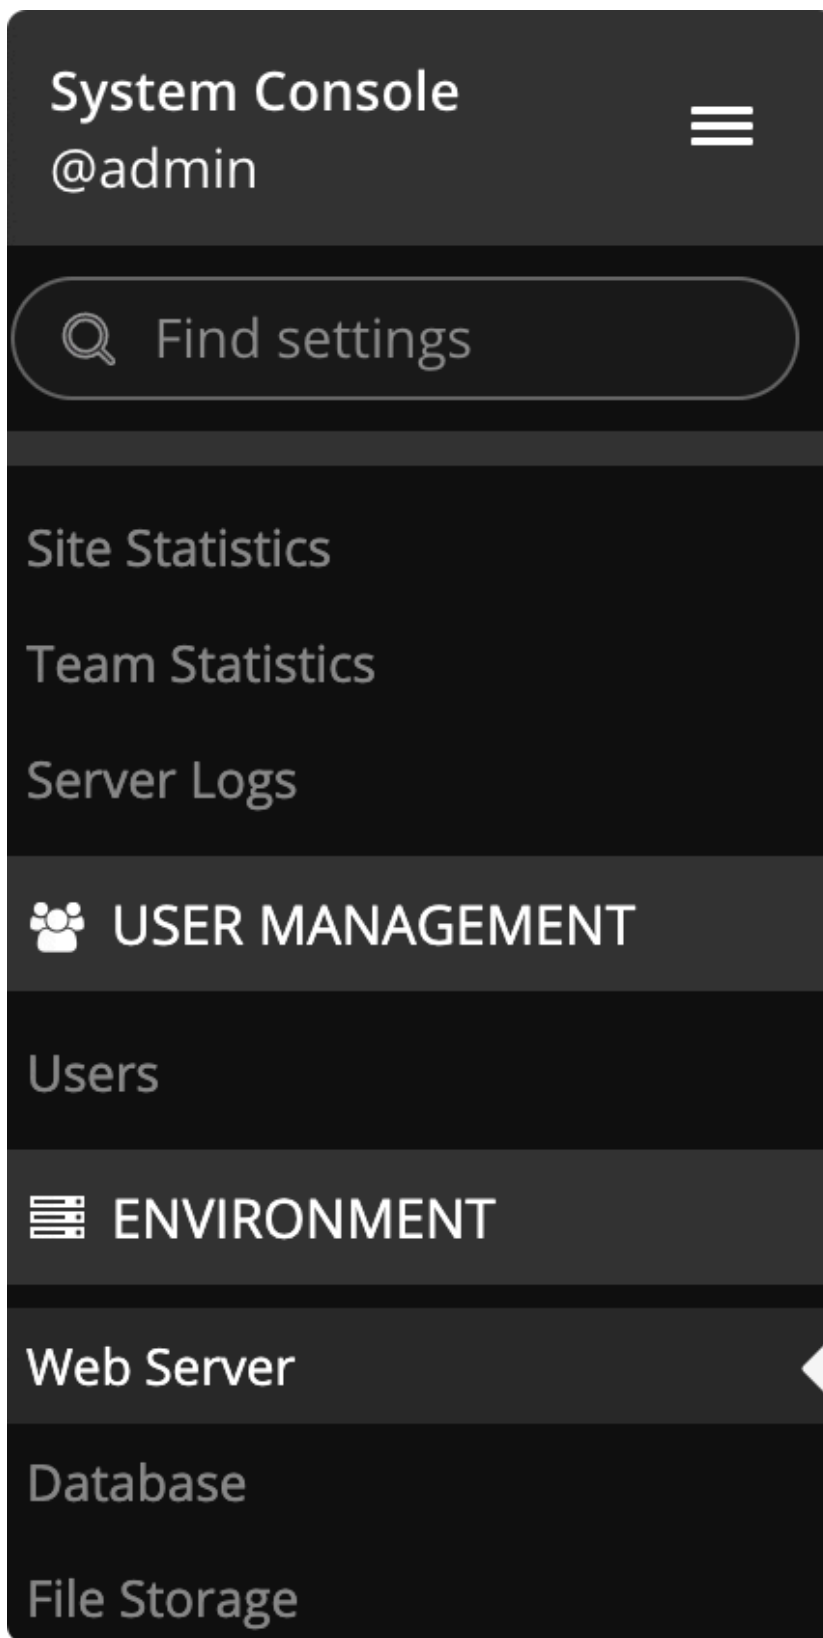 System Console
@admin
Find settings
Site Statistics
Team Statistics
Server Logs
USER MANAGEMENT
Users
ENVIRONMENT
Web Server
Database
File Storage